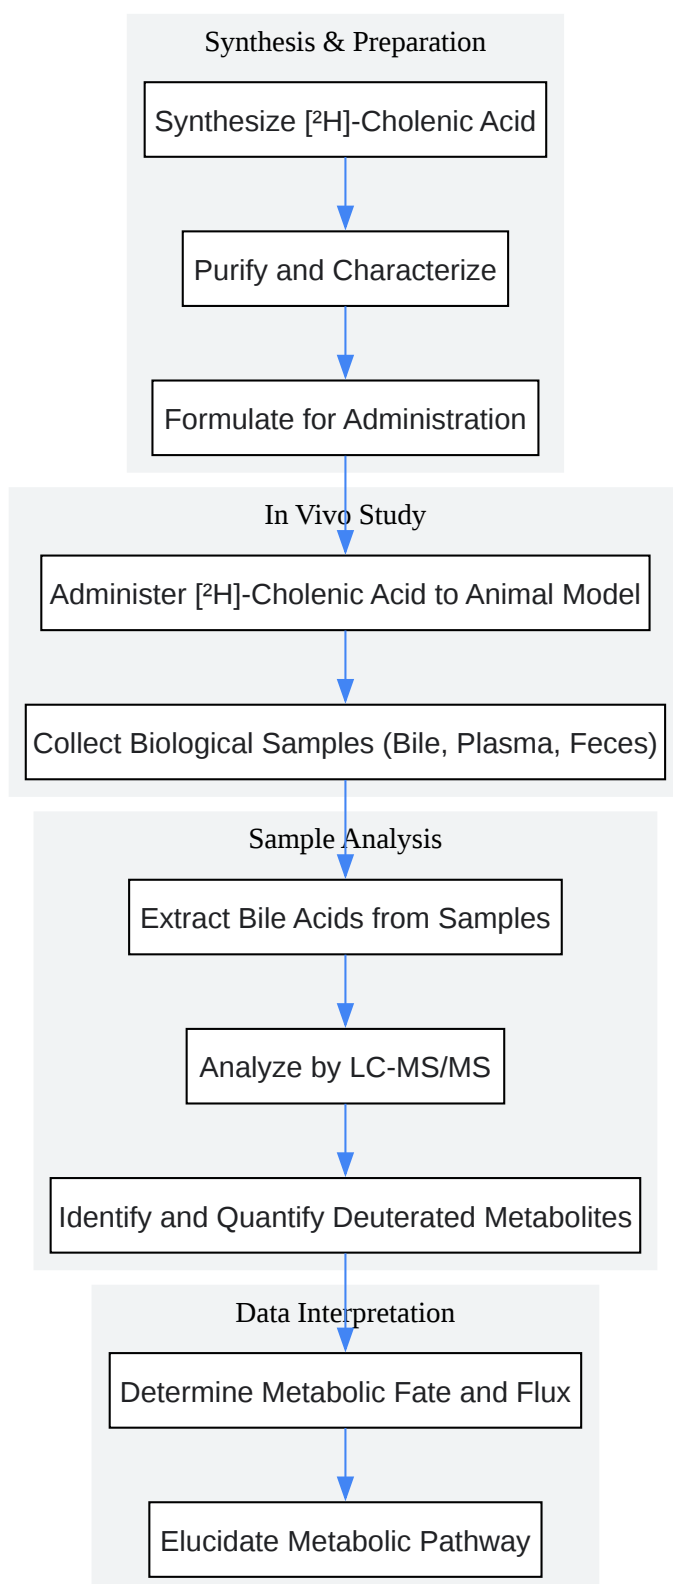 Synthesis & Preparation
Synthesize [²H]-Cholenic Acid
Purify and Characterize
Formulate for Administration
In Vivo Study
Administer [²H]-Cholenic Acid to Animal Model
Collect Biological Samples (Bile, Plasma, Feces)
Sample Analysis
Extract Bile Acids from Samples
Analyze by LC-MS/MS
Identify and Quantify Deuterated Metabolites
Data Interpretation
Determine Metabolic Fate and Flux
Elucidate Metabolic Pathway